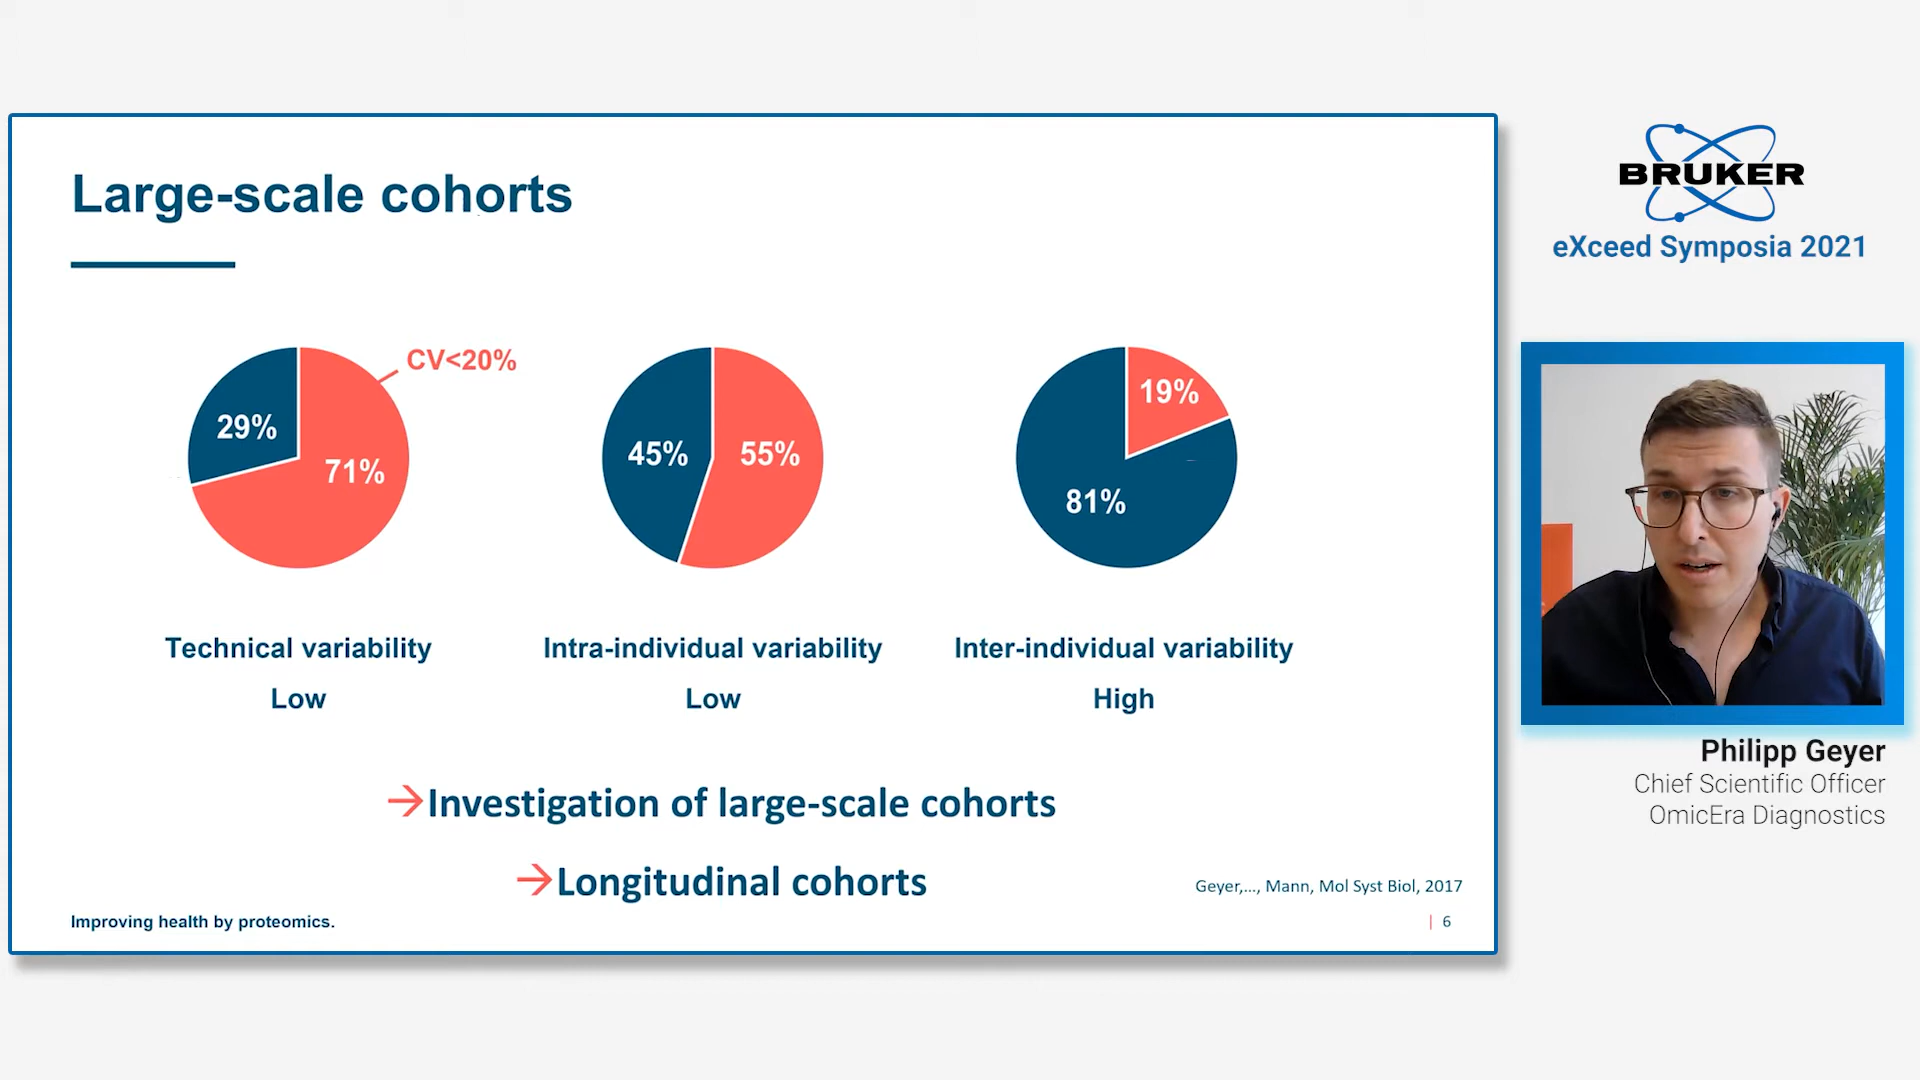 Large-scale cohorts
CV<20%
29%
71%
45%
55%
19%
81%
Technical variability
Low
Intra-individual variability
Low
Inter-individual variability
High
→Investigation of large-scale cohorts
→Longitudinal cohorts
Geyer,..., Mann, Mol Syst Biol, 2017
Improving health by proteomics.
| 6
BRUKER
eXceed Symposia 2021
Philipp Geyer
Chief Scientific Officer
OmicEra Diagnostics